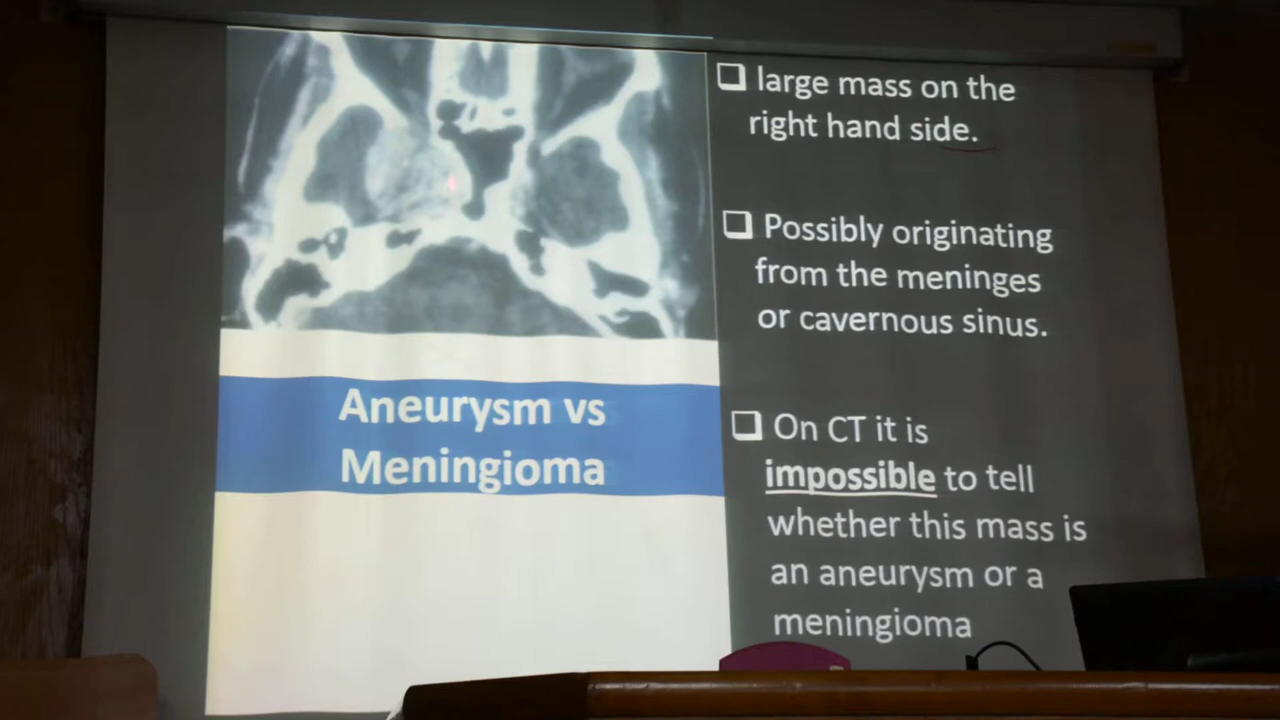 Aneurysm vs
Meningioma
❑ large mass on the
right hand side.
❑ Possibly originating
from the meninges
or cavernous sinus.
❑ On CT it is
impossible to tell
whether this mass is
an aneurysm or a
meningioma